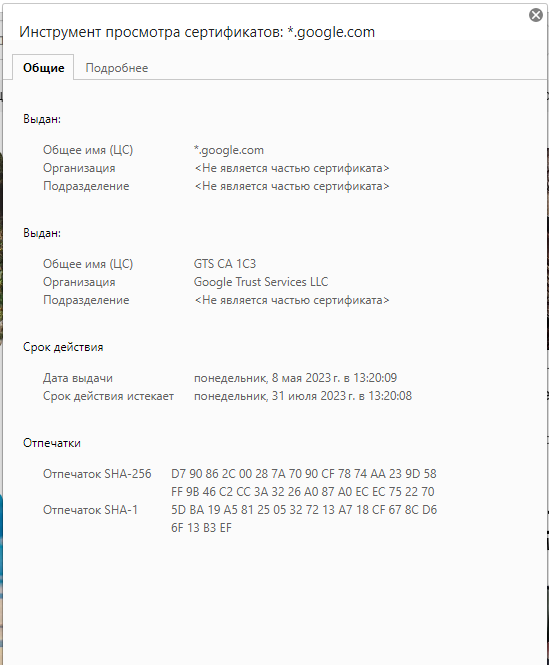 Инструмент просмотра сертификатов: *.google.com
Общие Подробнее
Выдан:
Общее имя (ЦС) *.google.com
Организация <Не является частью сертификата>
Подразделение <Не является частью сертификата>
Выдан:
Общее имя (ЦС) GTS CA 1C3
Организация Google Trust Services LLC
Подразделение <Не является частью сертификата>
Срок действия
Дата выдачи понедельник, 8 мая 2023 г. в 13:20:09
Срок действия истекает понедельник, 31 июля 2023 г. в 13:20:08
Отпечатки
Отпечаток SHA-256 D7 90 86 2C 00 28 7A 70 90 CF 78 74 AA 23 9D 58
FF 9B 46 C2 CC 3A 32 26 A0 87 A0 EC EC 75 22 70
Отпечаток SHA-1 5D BA 19 A5 81 25 05 32 72 13 A7 18 CF 67 8C D6
6F 13 B3 EF